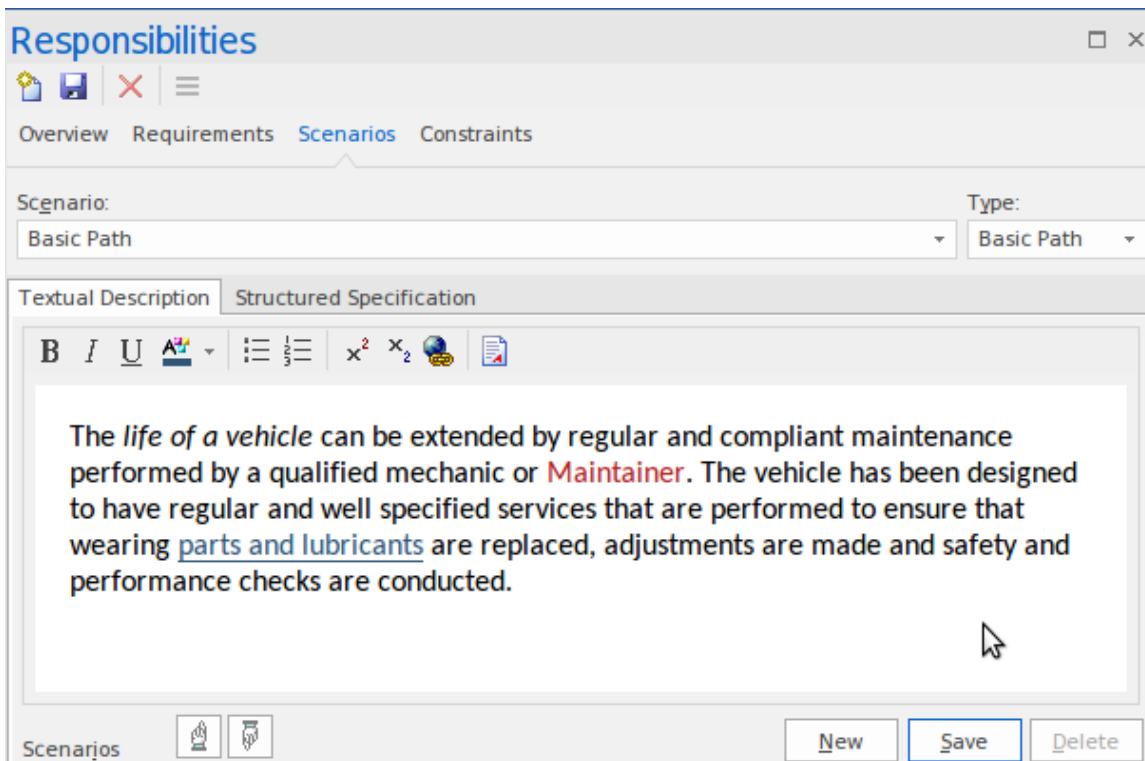 Responsibilities
Overview Requirements Scenarios Constraints
Scenario: Type:
Basic Path Basic Path
Textual Description Structured Specification
B I U A x² x₂
The life of a vehicle can be extended by regular and compliant maintenance
performed by a qualified mechanic or Maintainer. The vehicle has been designed
to have regular and well specified services that are performed to ensure that
wearing parts and lubricants are replaced, adjustments are made and safety and
performance checks are conducted.
Scenarios New Save Delete